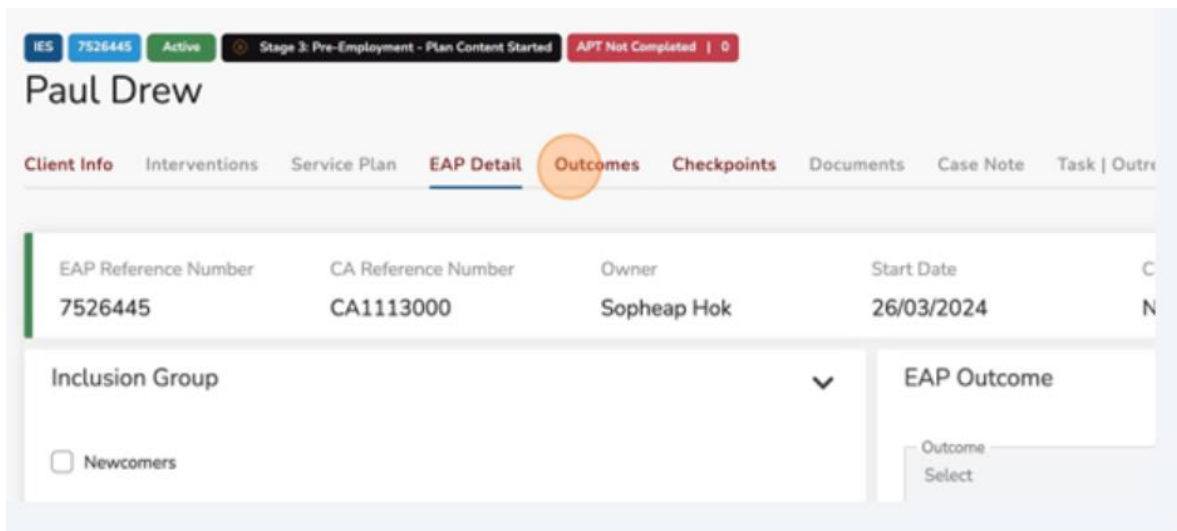 IES 7526445 Active Stage 3: Pre-Employment - Plan Content Started APT Not Completed | 0
Paul Drew
Client Info Interventions Service Plan EAP Detail Outcomes Checkpoints Documents Case Note Task | Outre
EAP Reference Number CA Reference Number Owner Start Date C
7526445 CA1113000 Sopheap Hok 26/03/2024 N
Inclusion Group EAP Outcome
Newcomers
Outcome
Select